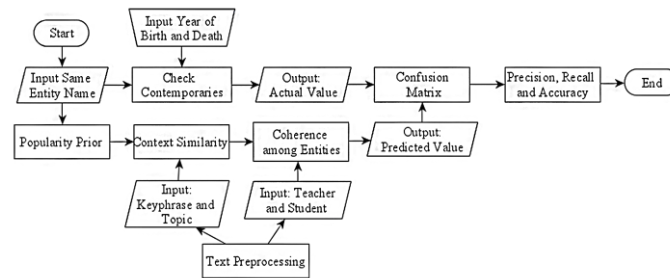 Start
Input Year of
Birth and Death
Input Same
Entity Name
Check
Contemporaries
Output:
Actual Value
Confusion
Matrix
Precision, Recall
and Accuracy
End
Popularity Prior
Context Similarity
Coherence
among Entities
Output:
Predicted Value
Input:
Keyphrase and
Topic
Input: Teacher
and Student
Text Preprocessing